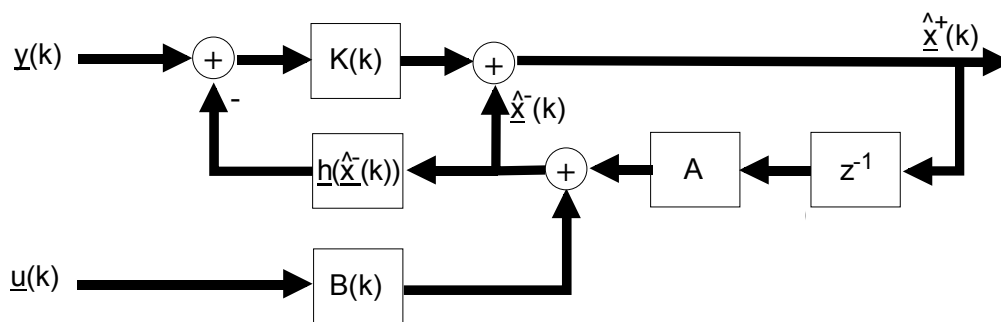 y(k)
+
K(k)
+
x̂⁺(k)
-
x̂⁻(k)
h(x̂⁻(k))
+
A
z⁻¹
u(k)
B(k)